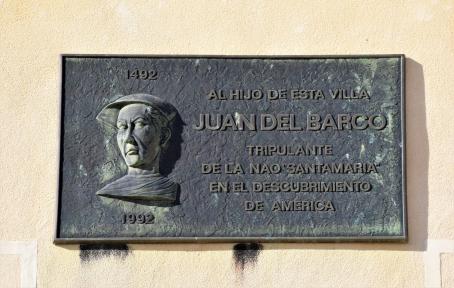 1492
AL HIJO DE ESTA VILLA
JUAN DEL BARCO
TRIPULANTE
DE LA NAO "SANTAMARIA"
EN EL DESCUBRIMIENTO
DE AMÉRICA
1992